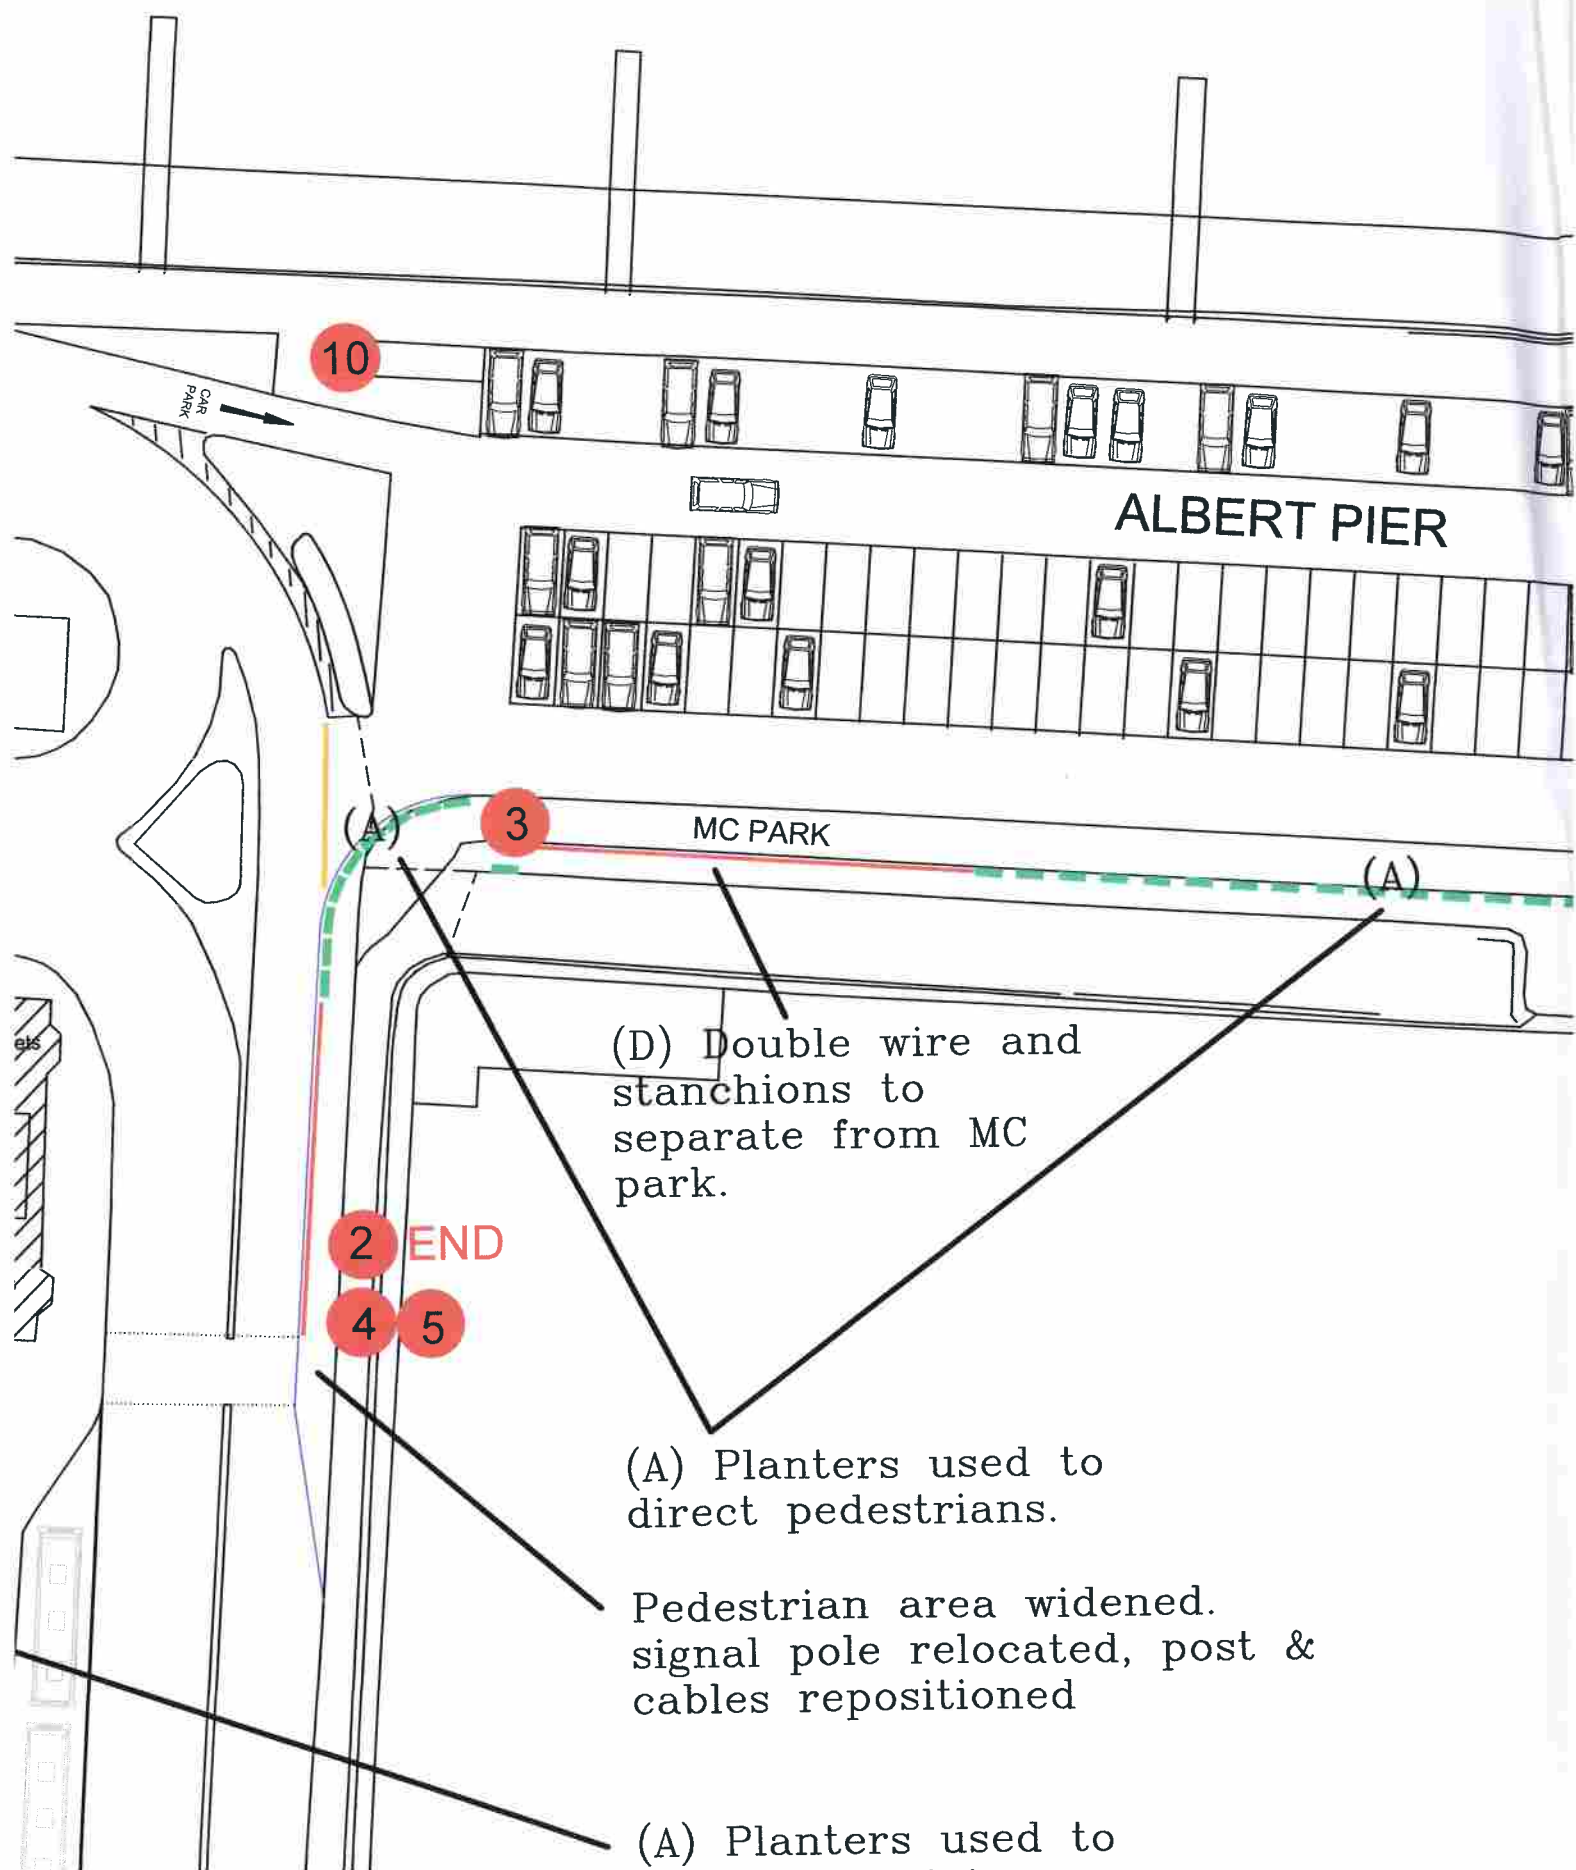 10
CAR
PARK
ALBERT PIER
(A)
3
MC PARK
(A)
ets
(D) Double wire and
stanchions to
separate from MC
park.
2 END
4 5
(A) Planters used to
direct pedestrians.
Pedestrian area widened.
signal pole relocated, post &
cables repositioned
(A) Planters used to